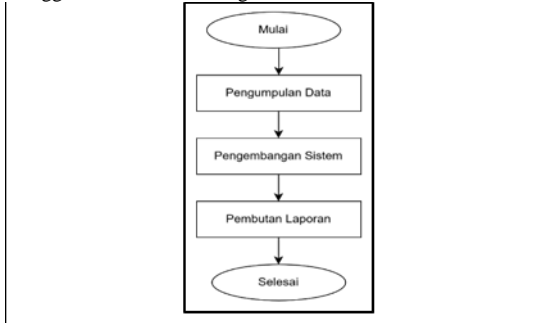 Mulai
Pengumpulan Data
Pengembangan Sistem
Pembutan Laporan
Selesai